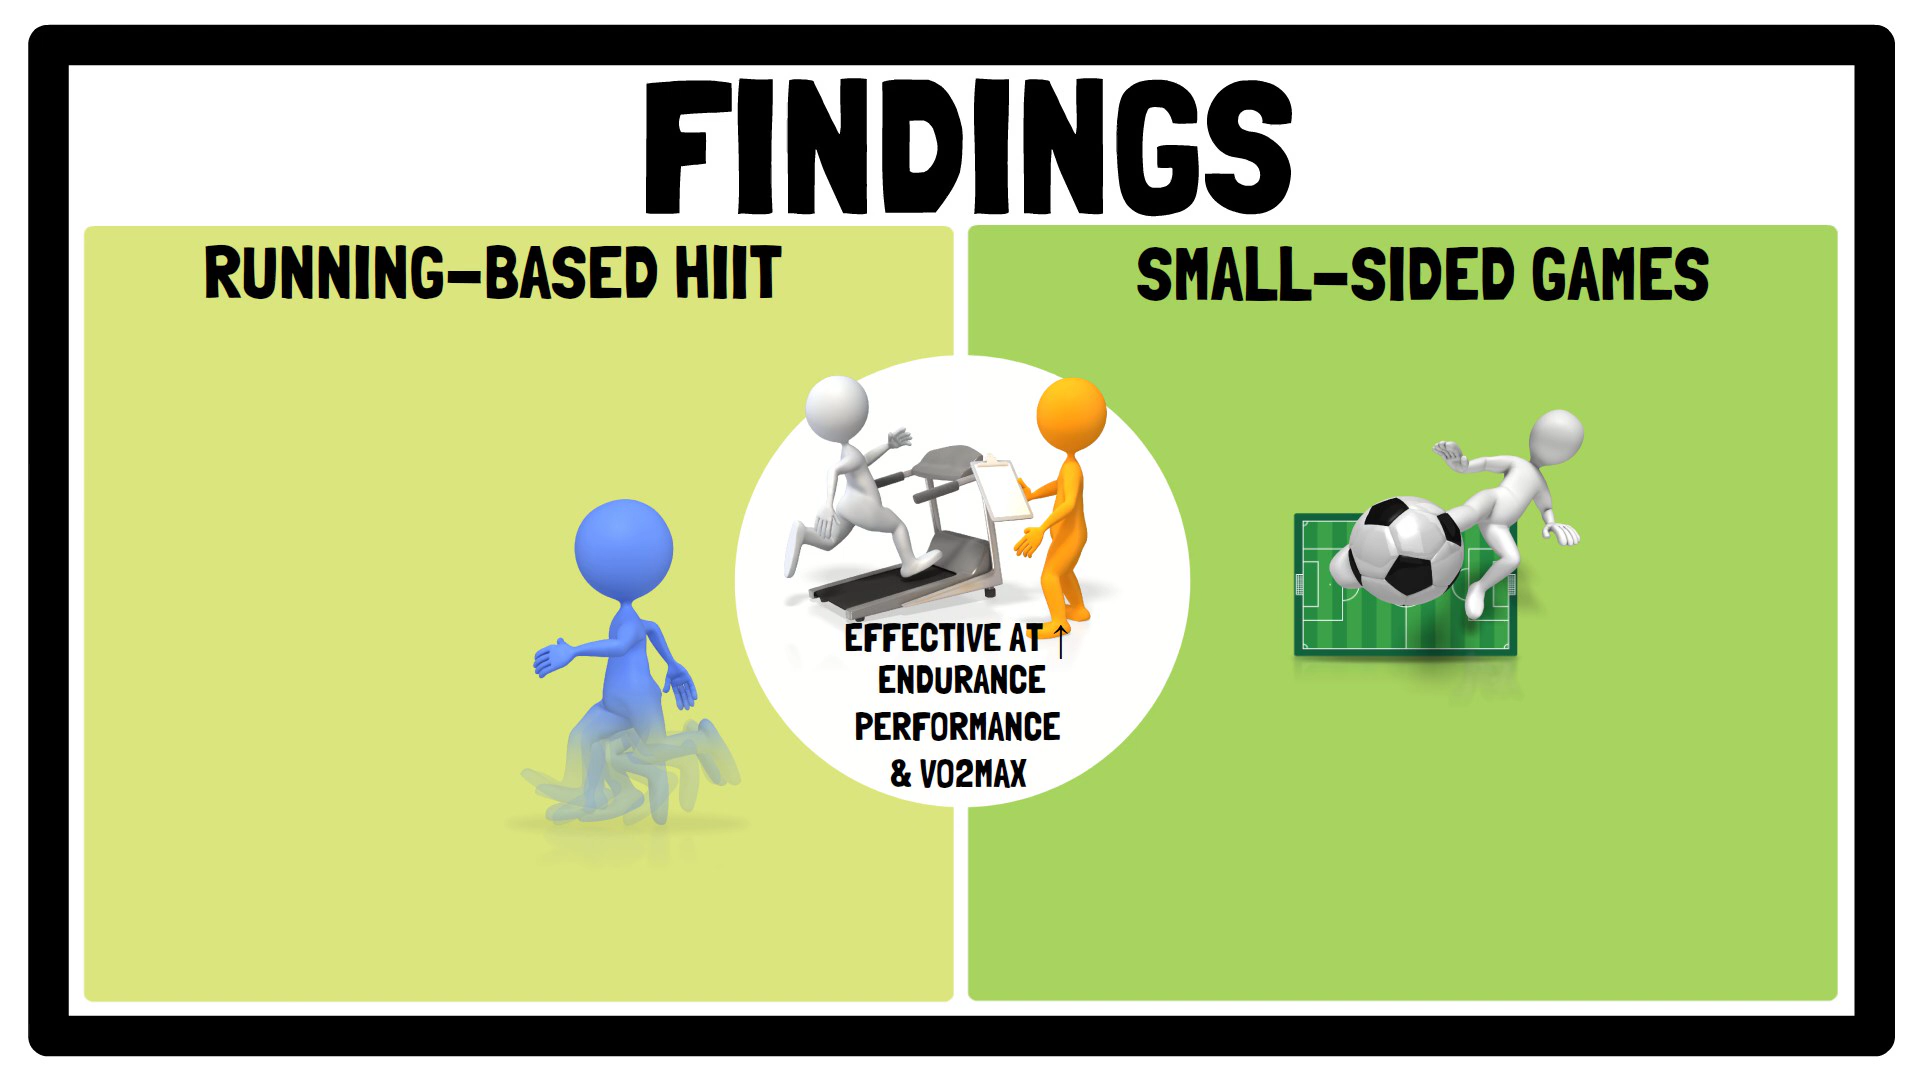 FINDINGS
RUNNING-BASED HIIT
SMALL-SIDED GAMES
EFFECTIVE AT ↑
ENDURANCE
PERFORMANCE
& VO2MAX